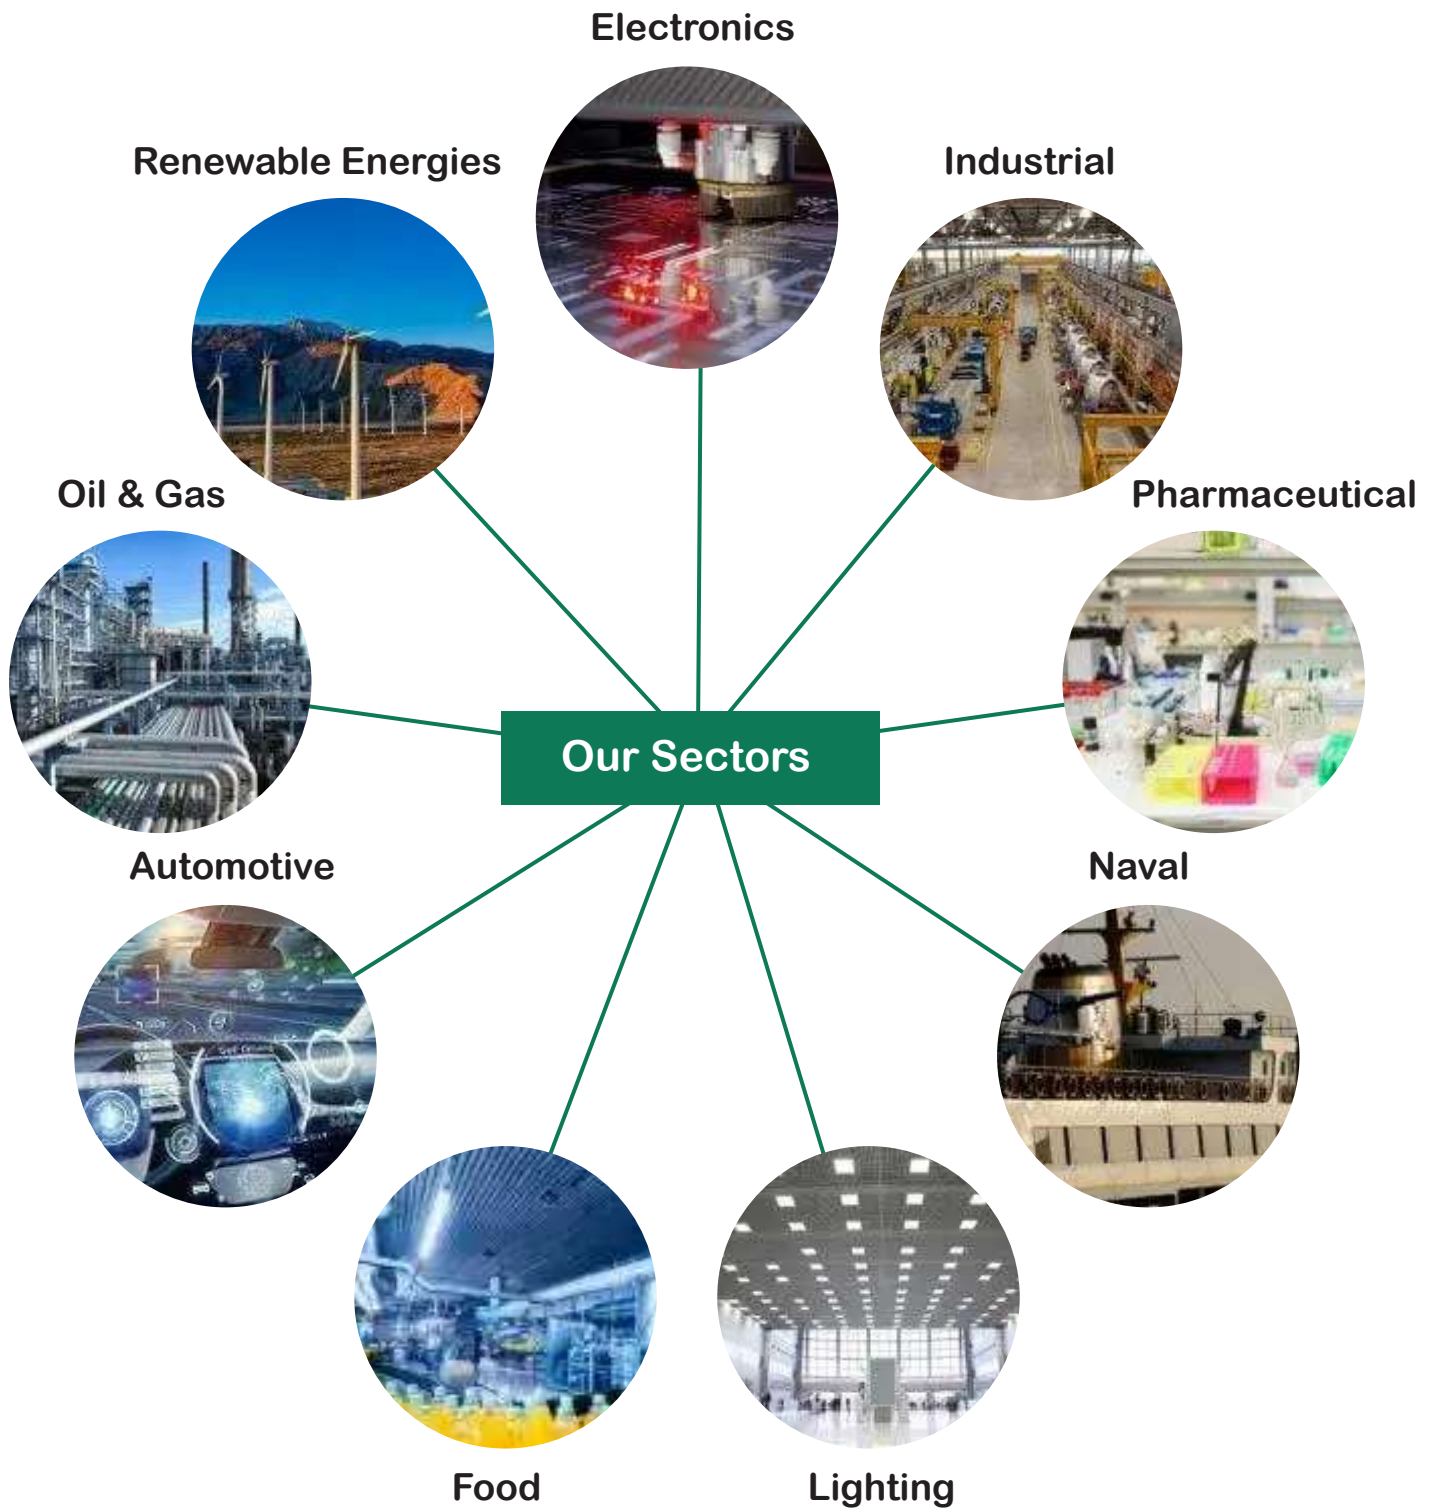 Electronics
Renewable Energies
Industrial
Oil & Gas
Pharmaceutical
Our Sectors
Automotive
Naval
Food
Lighting